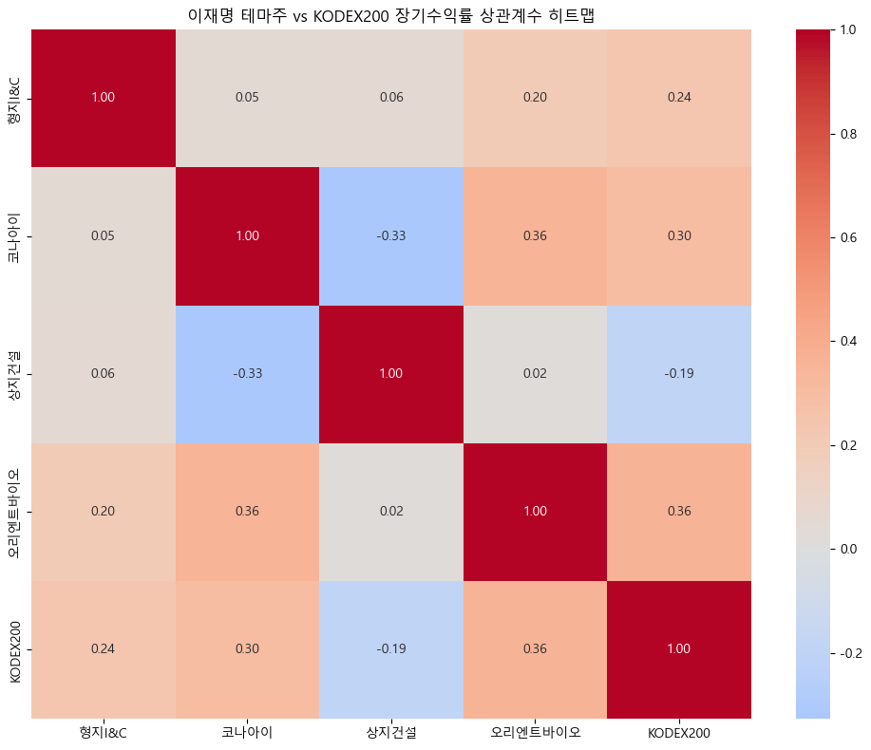 이재명 테마주 vs KODEX200 장기수익률 상관계수 히트맵
형지I&C
1.00 0.05 0.06 0.20 0.24
코나아이
0.05 1.00 -0.33 0.36 0.30
상지건설
0.06 -0.33 1.00 0.02 -0.19
오리엔트바이오
0.20 0.36 0.02 1.00 0.36
KODEX200
0.24 0.30 -0.19 0.36 1.00
형지I&C 코나아이 상지건설 오리엔트바이오 KODEX200
1.0
0.8
0.6
0.4
0.2
0.0
-0.2